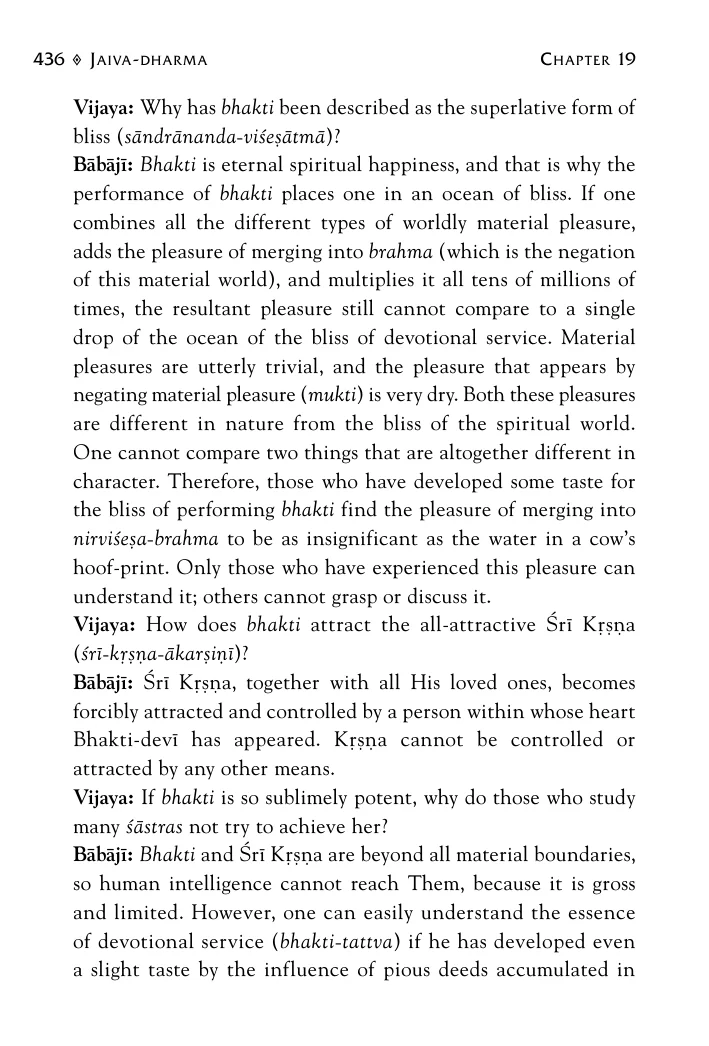 436 ◊ JAIVA-DHARMA CHAPTER 19
Vijaya: Why has bhakti been described as the superlative form of
bliss (sāndrānanda-viśeṣātmā)?
Bābājī: Bhakti is eternal spiritual happiness, and that is why the
performance of bhakti places one in an ocean of bliss. If one
combines all the different types of worldly material pleasure,
adds the pleasure of merging into brahma (which is the negation
of this material world), and multiplies it all tens of millions of
times, the resultant pleasure still cannot compare to a single
drop of the ocean of the bliss of devotional service. Material
pleasures are utterly trivial, and the pleasure that appears by
negating material pleasure (mukti) is very dry. Both these pleasures
are different in nature from the bliss of the spiritual world.
One cannot compare two things that are altogether different in
character. Therefore, those who have developed some taste for
the bliss of performing bhakti find the pleasure of merging into
nirviśeṣa-brahma to be as insignificant as the water in a cow's
hoof-print. Only those who have experienced this pleasure can
understand it; others cannot grasp or discuss it.
Vijaya: How does bhakti attract the all-attractive Śrī Kṛṣṇa
(śrī-kṛṣṇa-ākarṣiṇī)?
Bābājī: Śrī Kṛṣṇa, together with all His loved ones, becomes
forcibly attracted and controlled by a person within whose heart
Bhakti-devī has appeared. Kṛṣṇa cannot be controlled or
attracted by any other means.
Vijaya: If bhakti is so sublimely potent, why do those who study
many śāstras not try to achieve her?
Bābājī: Bhakti and Śrī Kṛṣṇa are beyond all material boundaries,
so human intelligence cannot reach Them, because it is gross
and limited. However, one can easily understand the essence
of devotional service (bhakti-tattva) if he has developed even
a slight taste by the influence of pious deeds accumulated in